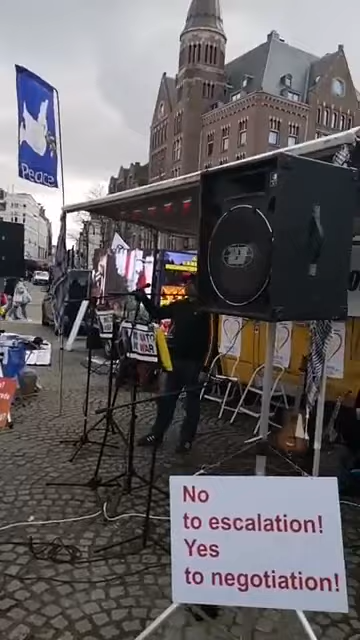 Peace
No
to escalation!
Yes
to negotiation!